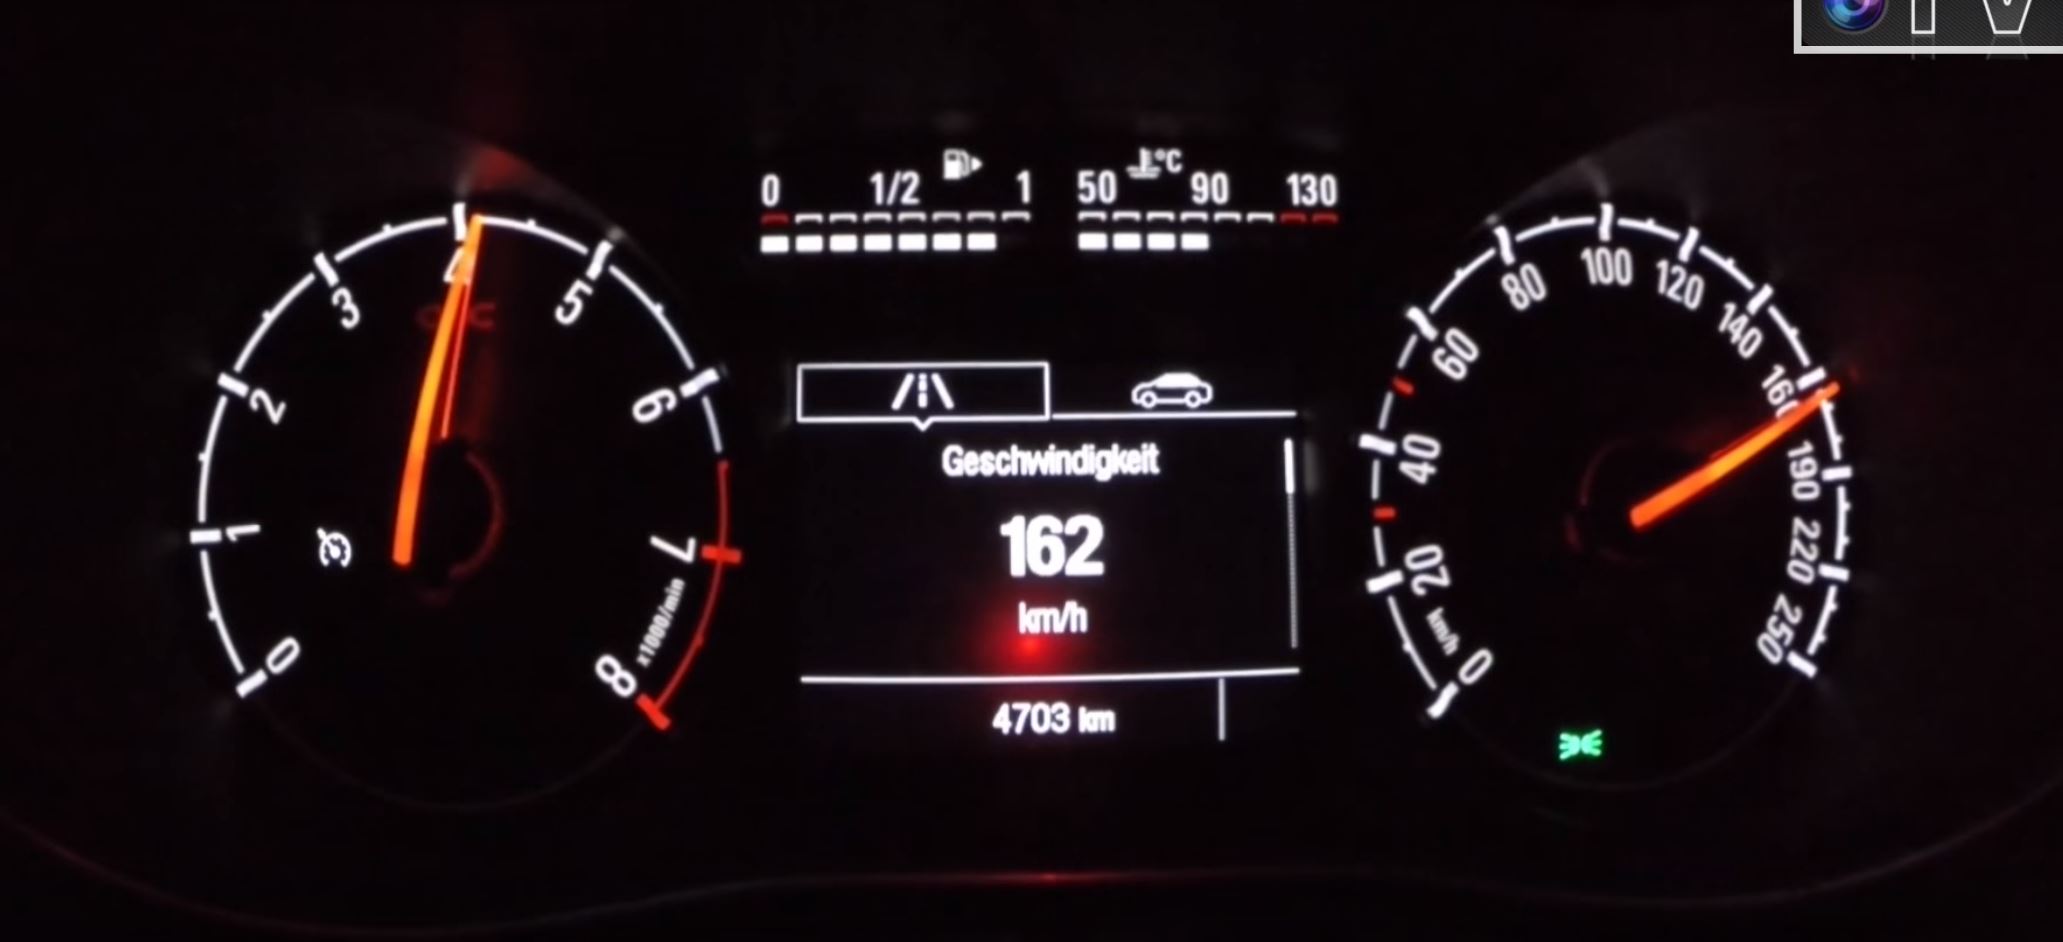 0 1/2 1
50 °C 90 130
0 1 2 3 4 5 6 7 8
x1000/min
Geschwindigkeit
162
km/h
4703 km
0 20 40 60 80 100 120 140 160 190 220 250
km/h